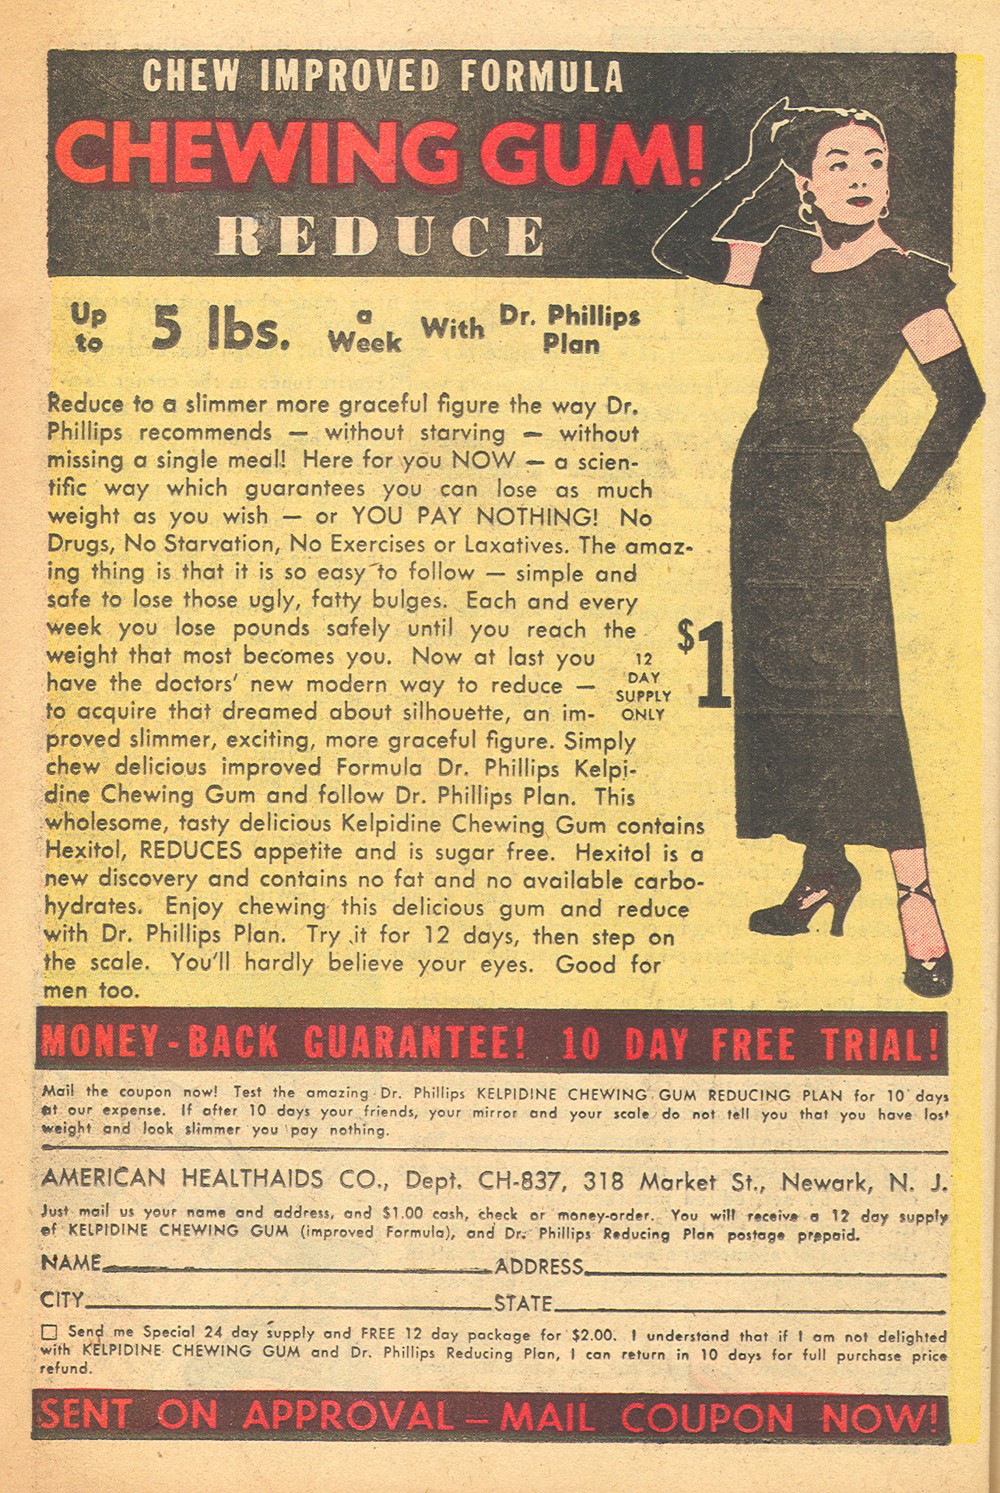 CHEW IMPROVED FORMULA
CHEWING GUM!
REDUCE
Up to 5 lbs. a Week With Dr. Phillips Plan
Reduce to a slimmer more graceful figure the way Dr.
Phillips recommends — without starving — without
missing a single meal! Here for you NOW — a scien-
tific way which guarantees you can lose as much
weight as you wish — or YOU PAY NOTHING! No
Drugs, No Starvation, No Exercises or Laxatives. The amaz-
ing thing is that it is so easy to follow — simple and
safe to lose those ugly, fatty bulges. Each and every
week you lose pounds safely until you reach the
weight that most becomes you. Now at last you
have the doctors' new modern way to reduce —
to acquire that dreamed about silhouette, an im-
proved slimmer, exciting, more graceful figure. Simply
chew delicious improved Formula Dr. Phillips Kelpi-
dine Chewing Gum and follow Dr. Phillips Plan. This
wholesome, tasty delicious Kelpidine Chewing Gum contains
Hexitol, REDUCES appetite and is sugar free. Hexitol is a
new discovery and contains no fat and no available carbo-
hydrates. Enjoy chewing this delicious gum and reduce
with Dr. Phillips Plan. Try it for 12 days, then step on
the scale. You'll hardly believe your eyes. Good for
men too.
12
DAY
SUPPLY
ONLY
$1
MONEY-BACK GUARANTEE! 10 DAY FREE TRIAL!
Mail the coupon now! Test the amazing Dr. Phillips KELPIDINE CHEWING GUM REDUCING PLAN for 10 days
at our expense. If after 10 days your friends, your mirror and your scale do not tell you that you have lost
weight and look slimmer you pay nothing.
AMERICAN HEALTHAIDS CO., Dept. CH-837, 318 Market St., Newark, N. J.
Just mail us your name and address, and $1.00 cash, check or money-order. You will receive a 12 day supply
of KELPIDINE CHEWING GUM (improved Formula), and Dr. Phillips Reducing Plan postage prepaid.
NAME ADDRESS
CITY STATE
☐ Send me Special 24 day supply and FREE 12 day package for $2.00. I understand that if I am not delighted
with KELPIDINE CHEWING GUM and Dr. Phillips Reducing Plan, I can return in 10 days for full purchase price
refund.
SENT ON APPROVAL — MAIL COUPON NOW!